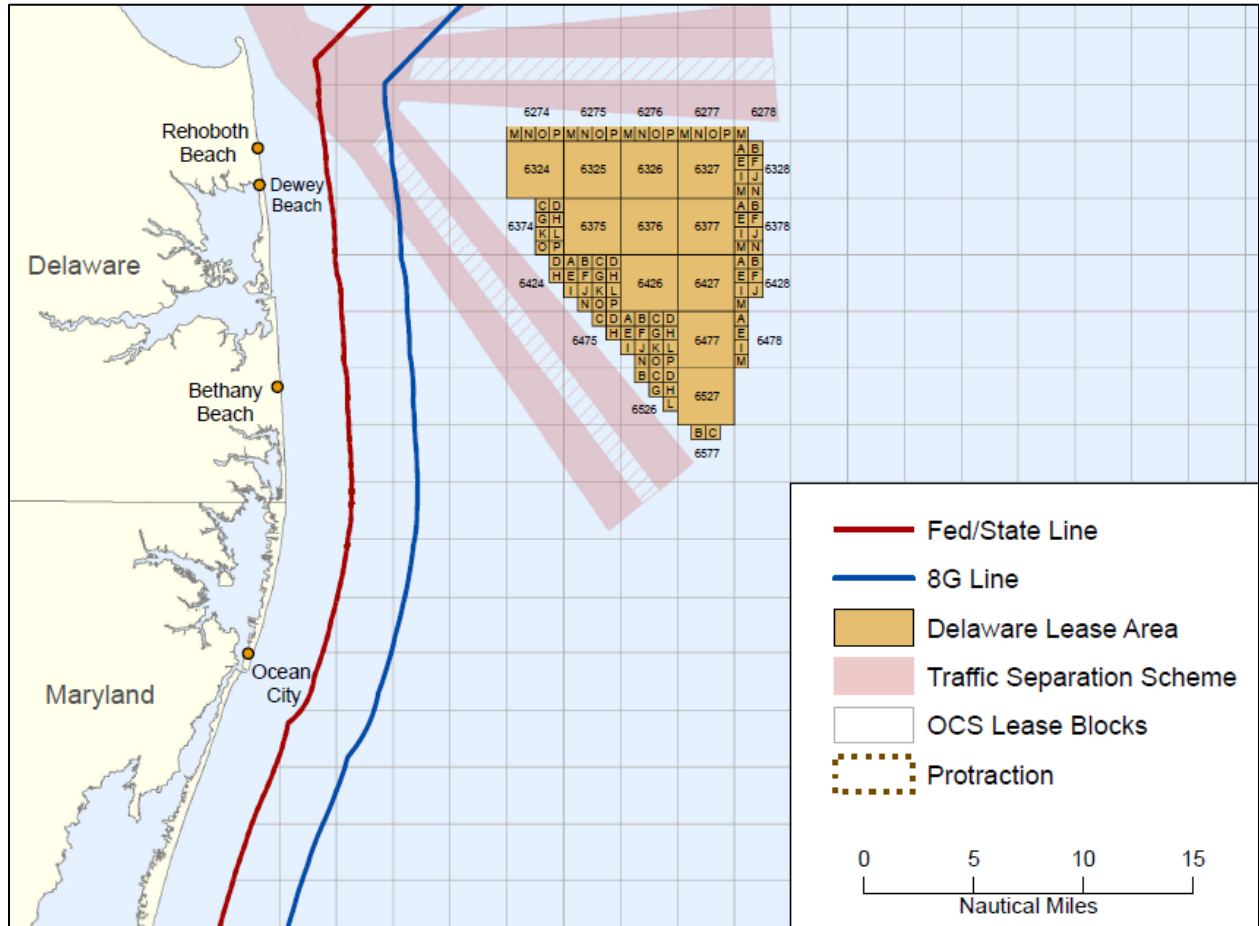 6274 6275 6276 6277 6278
M N O P M N O P M N O P M N O P M
Rehoboth
Beach
6324 6325 6326 6327 A B 6328
E F
I J
M N
Dewey
Beach
6374 C D 6375 6376 6377 A B 6378
G H E F
K L I J
O P M N
Delaware
6424 D A B C D 6426 6427 A B 6428
H E F G H E F
I J K L I J
N O P M
6475 C D A B C D 6477 A 6478
H E F G H E
I J K L I
N O P M
Bethany
Beach
6526 B C D 6527
G H
L
B C
6577
Fed/State Line
8G Line
Delaware Lease Area
Traffic Separation Scheme
OCS Lease Blocks
Protraction
Ocean
City
Maryland
0 5 10 15
Nautical Miles